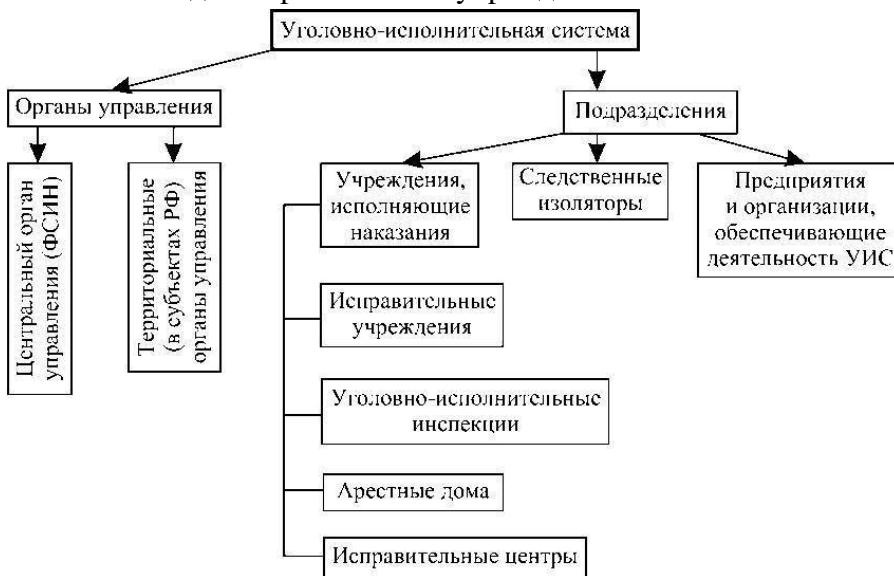 Уголовно-исполнительная система
Органы управления
Подразделения
Центральный орган
управления (ФСИН)
Территориальные
(в субъектах РФ)
органы управления
Учреждения,
исполняющие
наказания
Следственные
изоляторы
Предприятия
и организации,
обеспечивающие
деятельность УИС
Исправительные
учреждения
Уголовно-исполнительные
инспекции
Арестные дома
Исправительные центры